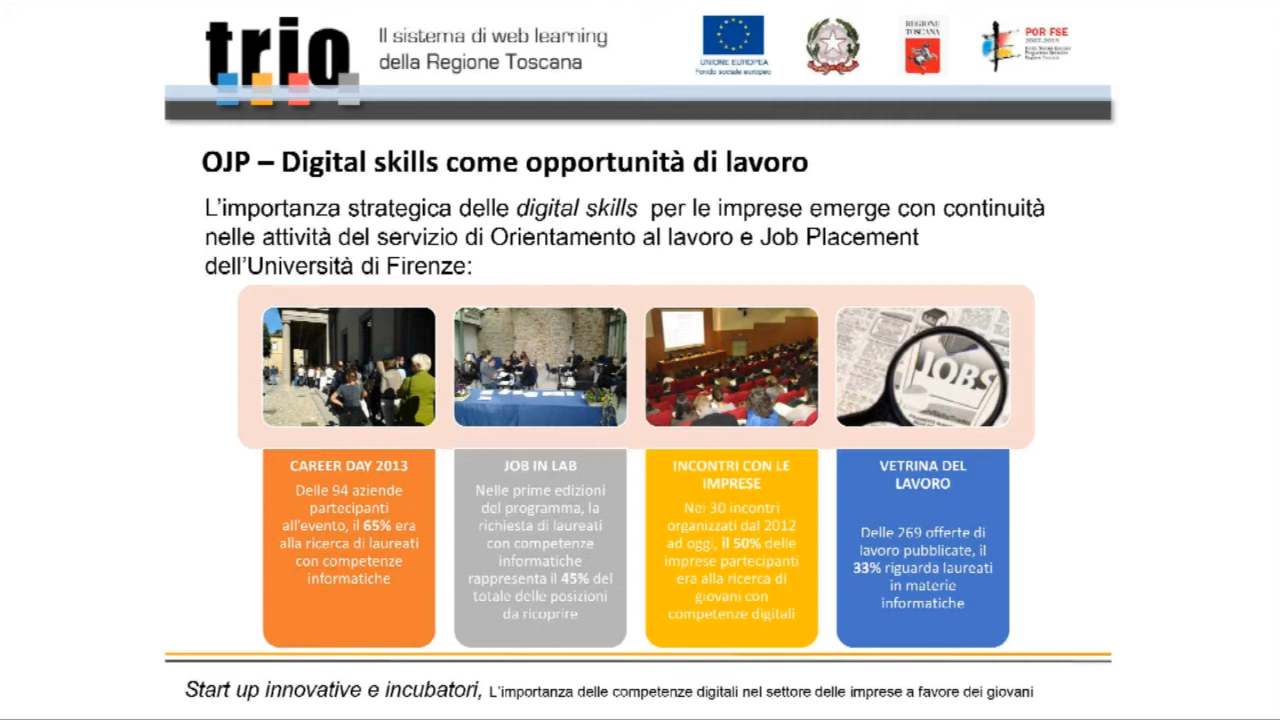 trio
Il sistema di web learning
della Regione Toscana
UNIONE EUROPEA
Fondo sociale europeo
REGIONE
TOSCANA
POR FSE
2007-2013
OJP – Digital skills come opportunità di lavoro
L'importanza strategica delle digital skills per le imprese emerge con continuità
nelle attività del servizio di Orientamento al lavoro e Job Placement
dell'Università di Firenze:
JOBS
CAREER DAY 2013
Delle 94 aziende
partecipanti
all'evento, il 65% era
alla ricerca di laureati
con competenze
informatiche
JOB IN LAB
Nelle prime edizioni
del programma, la
richiesta di laureati
con competenze
informatiche
rappresenta il 45% del
totale delle posizioni
da ricoprire
INCONTRI CON LE
IMPRESE
Nei 30 incontri
organizzati dal 2012
ad oggi, il 50% delle
imprese partecipanti
era alla ricerca di
giovani con
competenze digitali
VETRINA DEL
LAVORO
Delle 269 offerte di
lavoro pubblicate, il
33% riguarda laureati
in materie
informatiche
Start up innovative e incubatori, L'importanza delle competenze digitali nel settore delle imprese a favore dei giovani